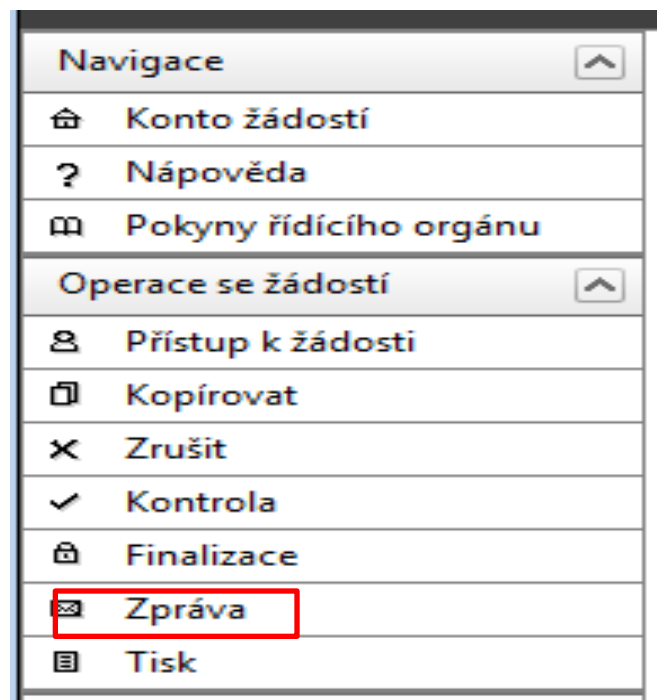 Navigace
Konto žádostí
Nápověda
Pokyny řídícího orgánu
Operace se žádostí
Přístup k žádosti
Kopírovat
Zrušit
Kontrola
Finalizace
Zpráva
Tisk